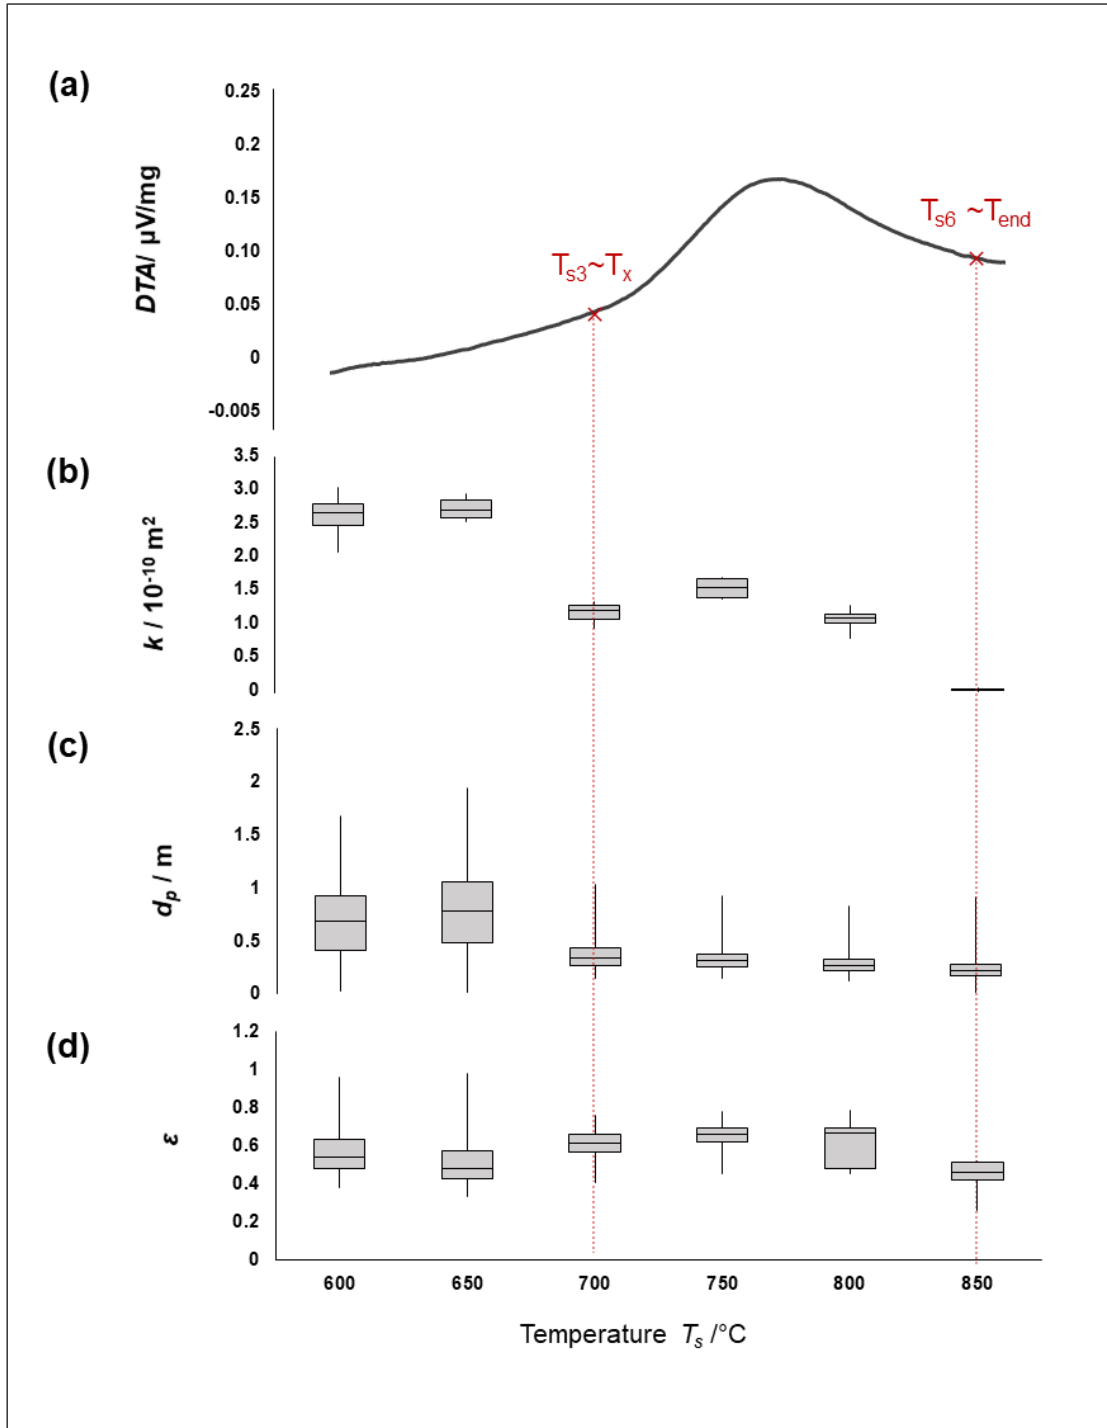 (a)
DTA/ µV/mg
0.25
0.2
0.15
0.10
0.05
0
-0.005
Ts3~Tx
Ts6 ~Tend
(b)
k / 10-10 m2
3.5
3.0
2.5
2.0
1.5
1.0
0.5
0
(c)
dp / m
2.5
2
1.5
1
0.5
0
(d)
ε
1.2
1
0.8
0.6
0.4
0.2
0
600 650 700 750 800 850
Temperature Ts /°C